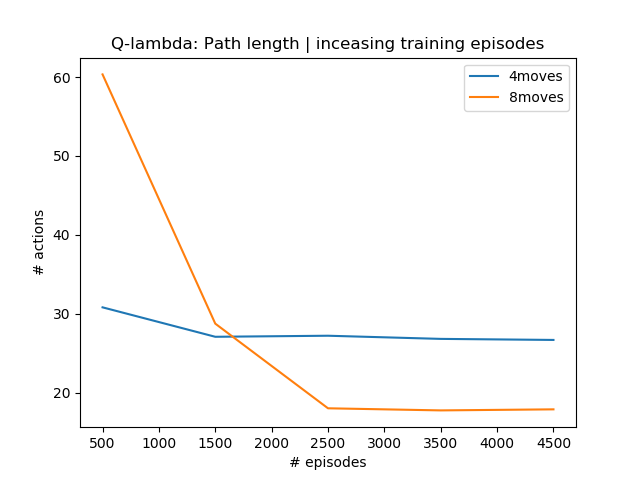 Q-lambda: Path length | inceasing training episodes
4moves
8moves
60
50
40
30
20
# actions
500 1000 1500 2000 2500 3000 3500 4000 4500
# episodes